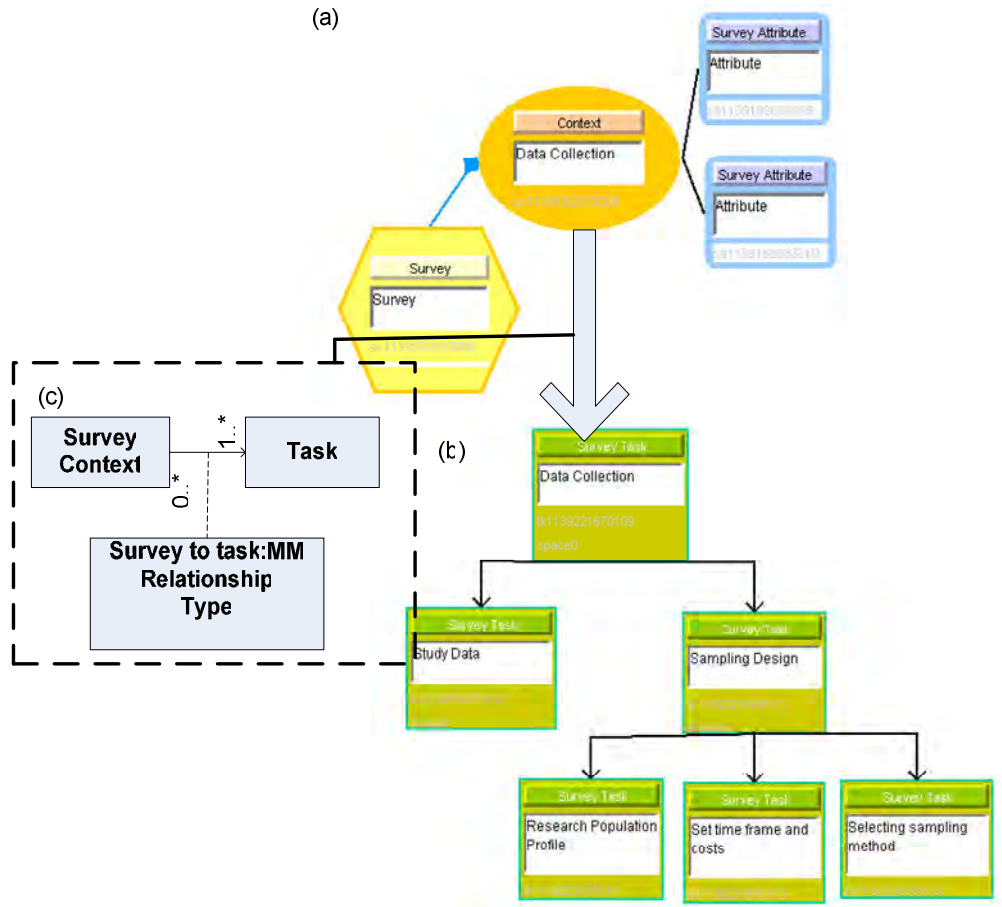 (a)
Survey Attribute
Attribute
Context
Data Collection
Survey Attribute
Attribute
Survey
Survey
(c)
Survey
Context
1..*
0..*
Task
Survey to task:MM
Relationship
Type
(b)
Survey Task
Data Collection
tk1139221670109
space0
Survey Task
Study Data
Survey Task
Sampling Design
Survey Task
Research Population
Profile
Survey Task
Set time frame and
costs
Survey Task
Selecting sampling
method